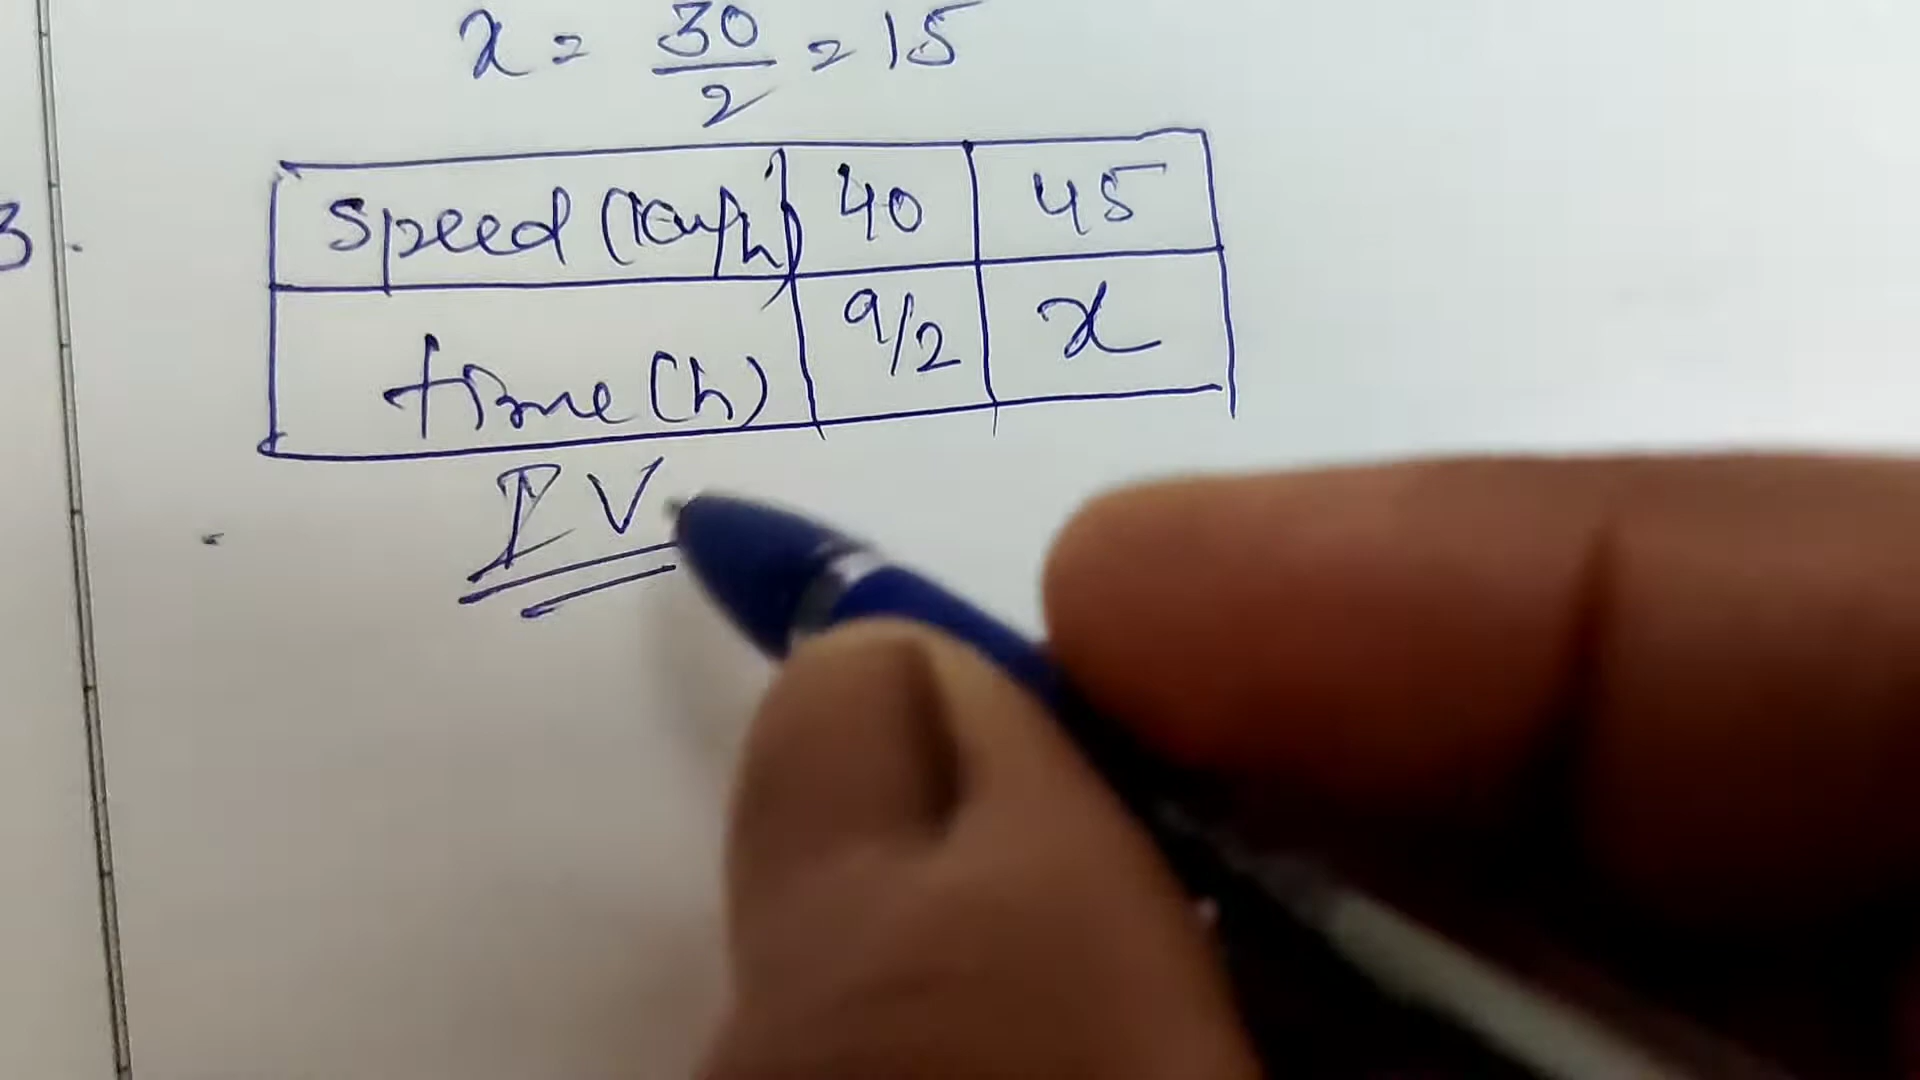 x = 30/2 = 15
3.
Speed (km/h) 40 45
time (h) 9/2 x
IV